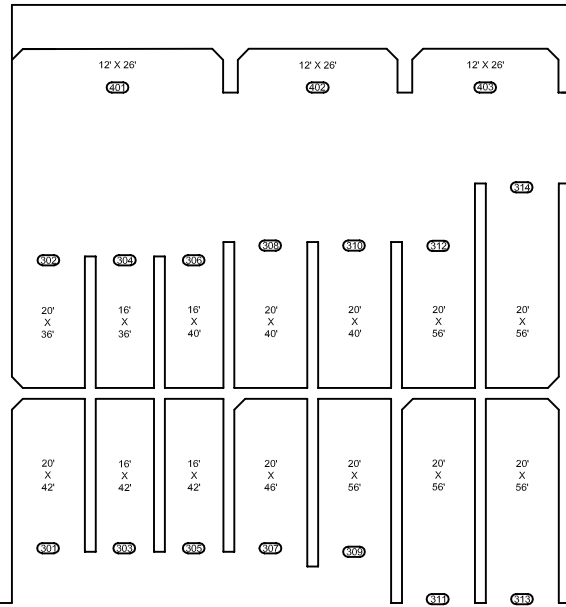 12' X 26' 12' X 26' 12' X 26'
401 402 403
314
302 304 306 308 310 312
20' 16' 16' 20' 20' 20' 20'
X X X X X X X
36' 36' 40' 40' 40' 56' 56'
20' 16' 16' 20' 20' 20' 20'
X X X X X X X
42' 42' 42' 46' 56' 56' 56'
301 303 305 307 309
311 313